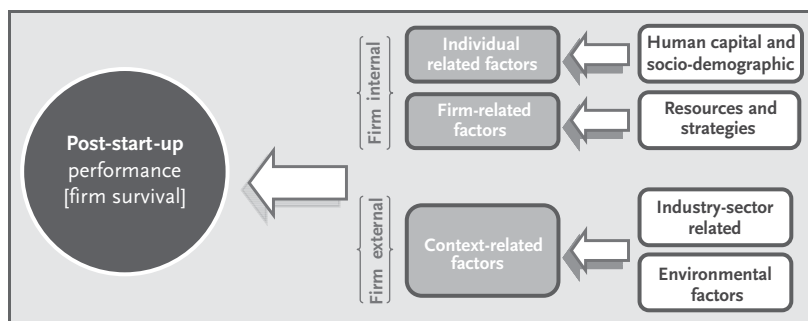 Post-start-up
performance
[firm survival]
Firm internal
Individual
related factors
Human capital and
socio-demographic
Firm-related
factors
Resources and
strategies
Firm external
Context-related
factors
Industry-sector
related
Environmental
factors